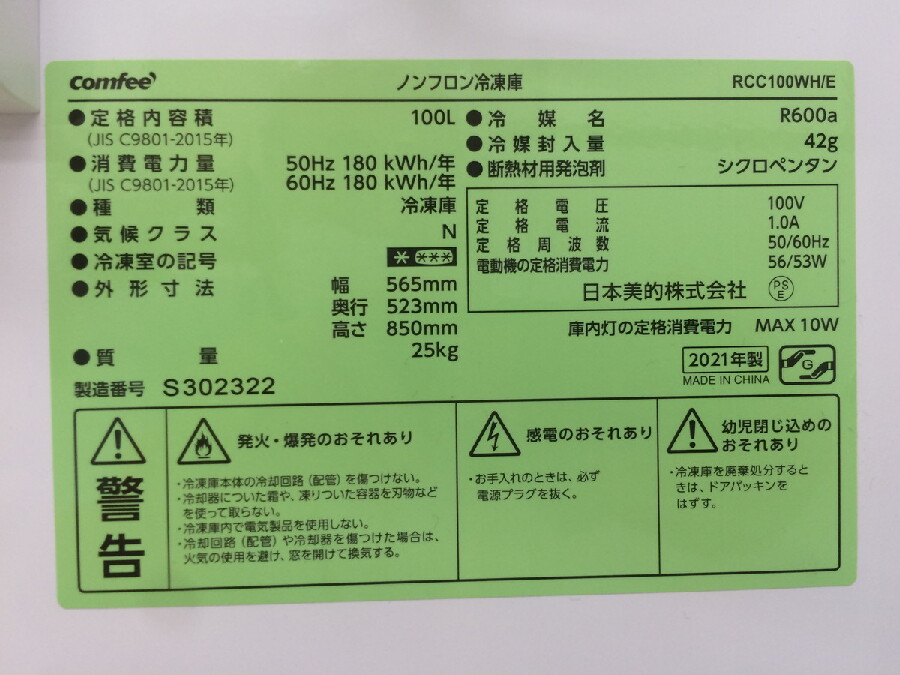 comfee'
ノンフロン冷凍庫
RCC100WH/E
●定格内容積 100L
(JIS C9801-2015年)
●消費電力量 50Hz 180 kWh/年
(JIS C9801-2015年) 60Hz 180 kWh/年
●種類 冷凍庫
●気候クラス N
●冷凍室の記号
●外形寸法 幅 565mm
奥行 523mm
高さ 850mm
●質量 25kg
製造番号 S302322
●冷媒名 R600a
●冷媒封入量 42g
●断熱材用発泡剤 シクロペンタン
定格電圧 100V
定格電流 1.0A
定格周波数 50/60Hz
電動機の定格消費電力 56/53W
日本美的株式会社 PSE
庫内灯の定格消費電力 MAX 10W
2021年製
MADE IN CHINA
G
警告
発火・爆発のおそれあり
・冷凍庫本体の冷却回路(配管)を傷つけない。
・冷却器についた霜や、凍りついた容器を刃物など
を使って取らない。
・冷凍庫内で電気製品を使用しない。
・冷却回路(配管)や冷却器を傷つけた場合は、
火気の使用を避け、窓を開けて換気する。
感電のおそれあり
・お手入れのときは、必ず
電源プラグを抜く。
幼児閉じ込めの
おそれあり
・冷凍庫を廃棄処分すると
きは、ドアパッキンを
はずす。